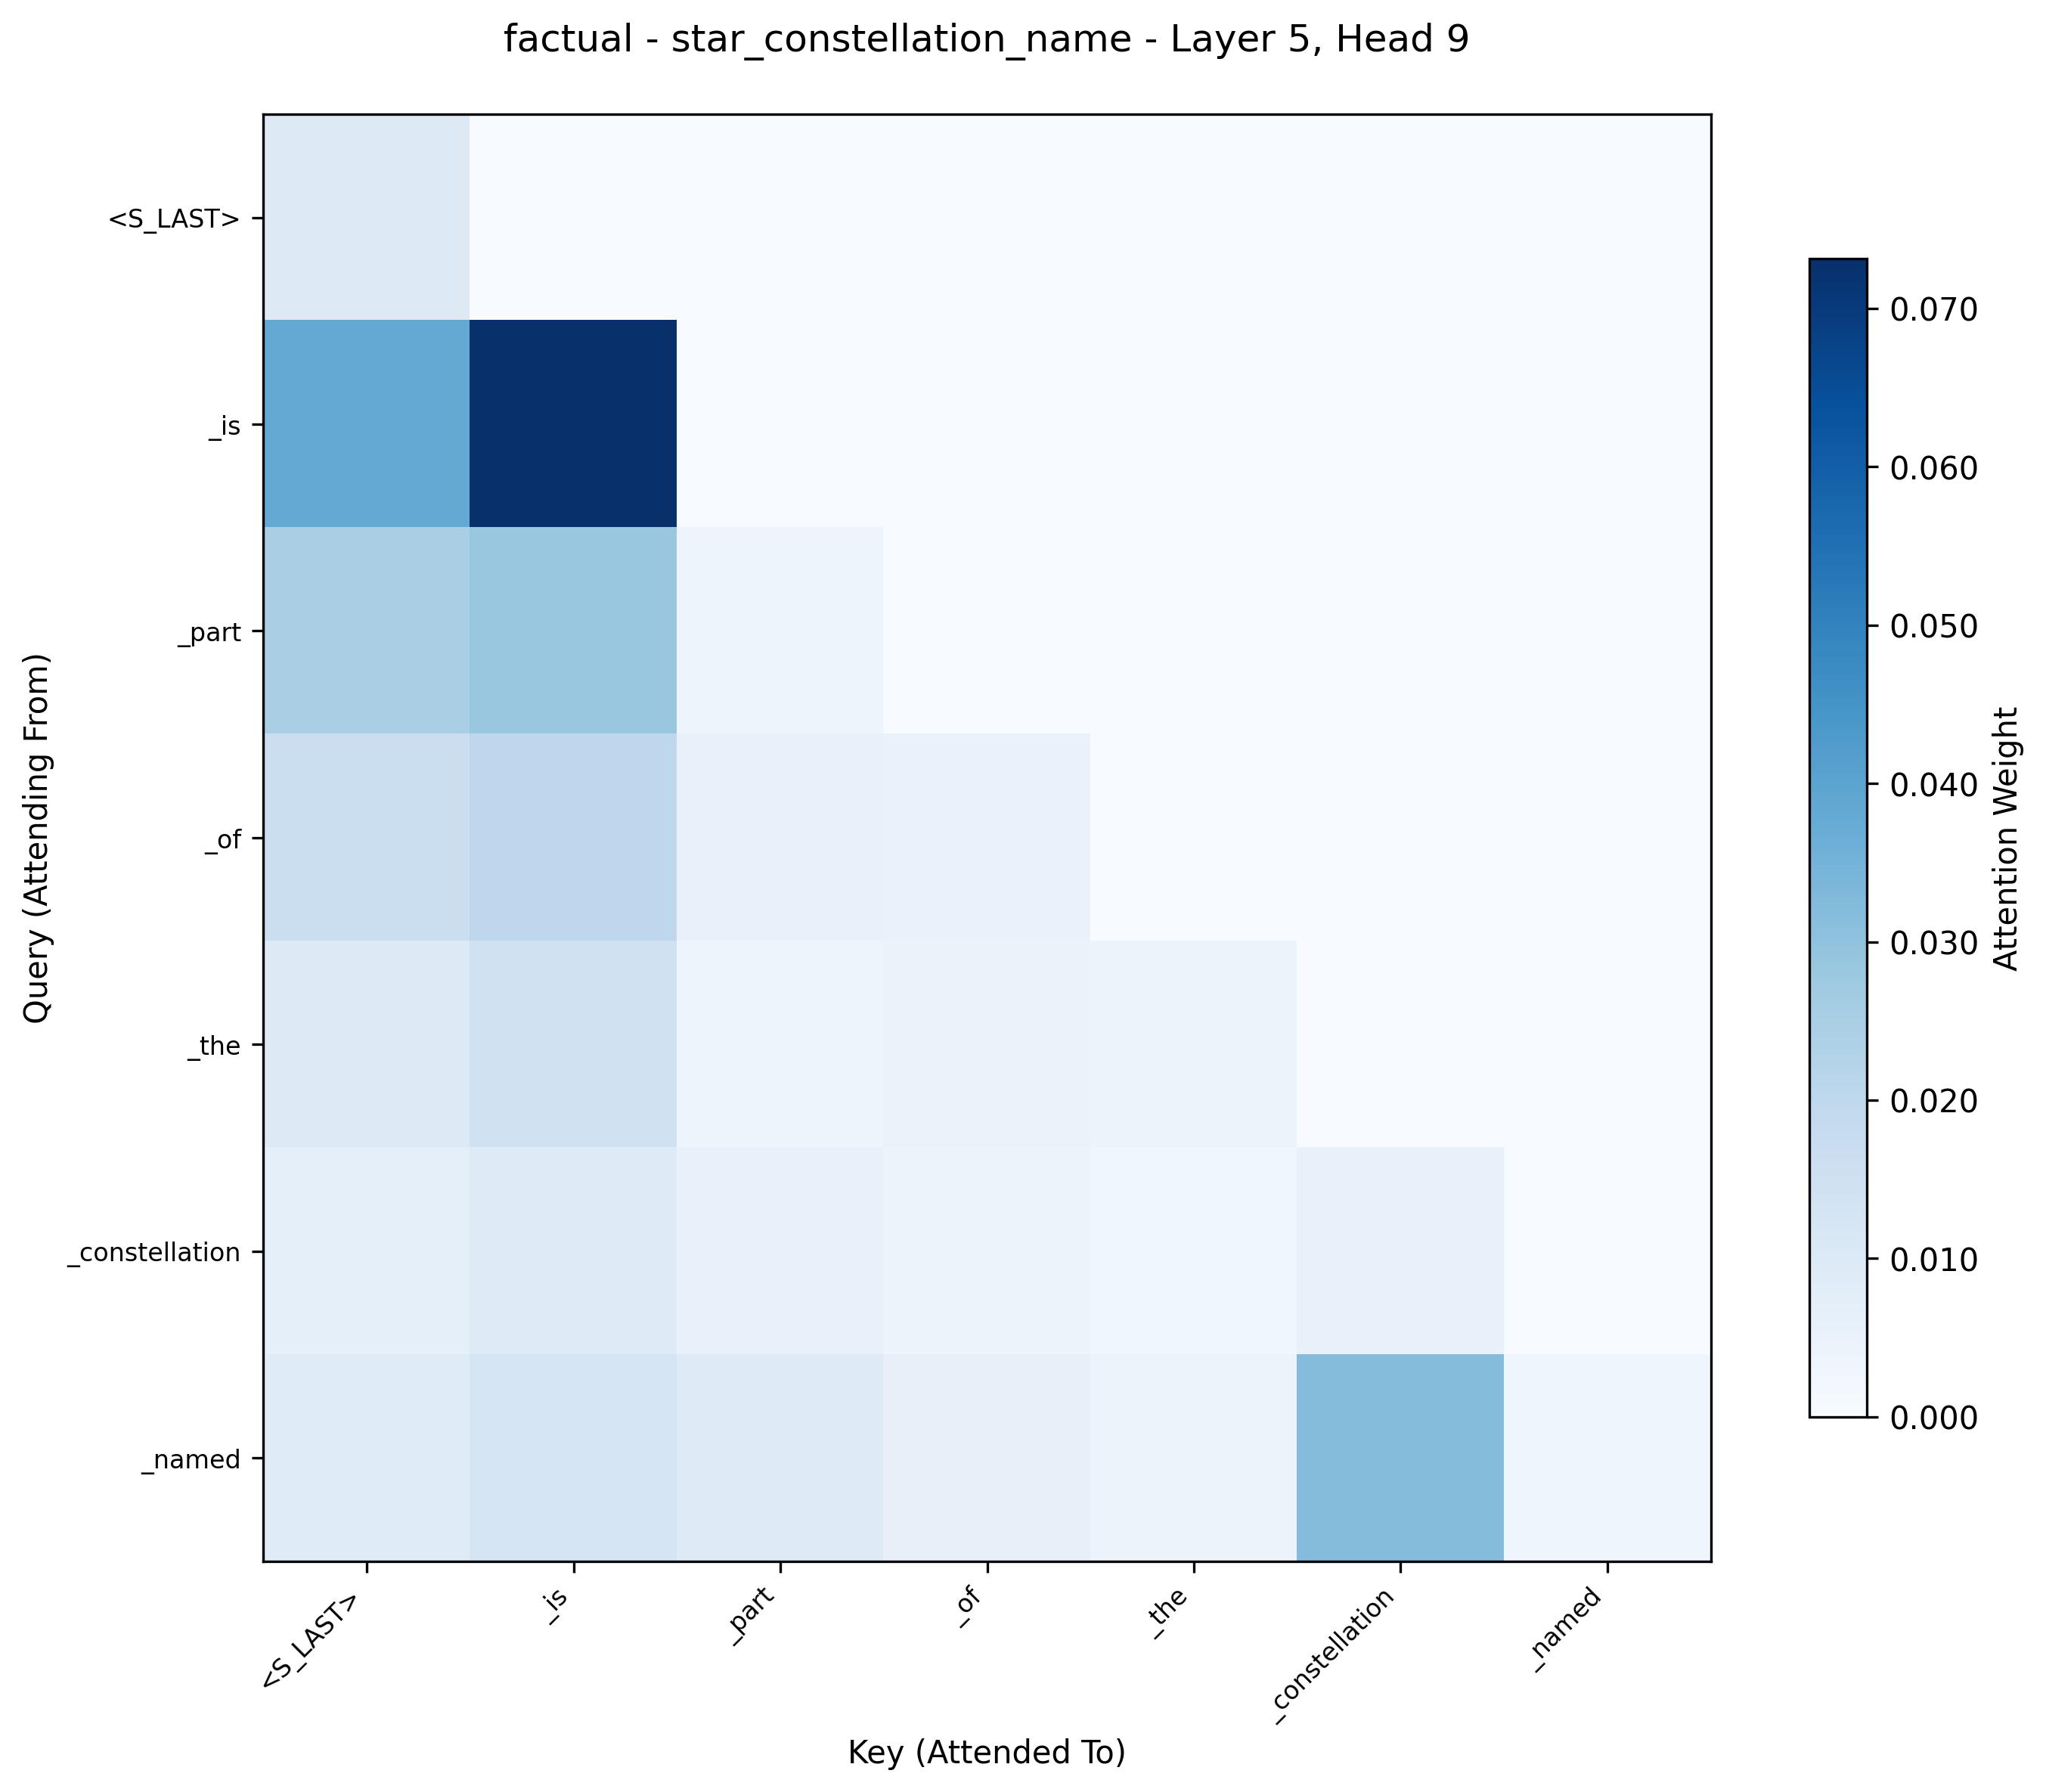 factual - star_constellation_name - Layer 5, Head 9
Query (Attending From)
<S_LAST>
_is
_part
_of
_the
_constellation
_named
<S_LAST>
_is
_part
_of
_the
_constellation
_named
Key (Attended To)
0.070
0.060
0.050
0.040
0.030
0.020
0.010
0.000
Attention Weight